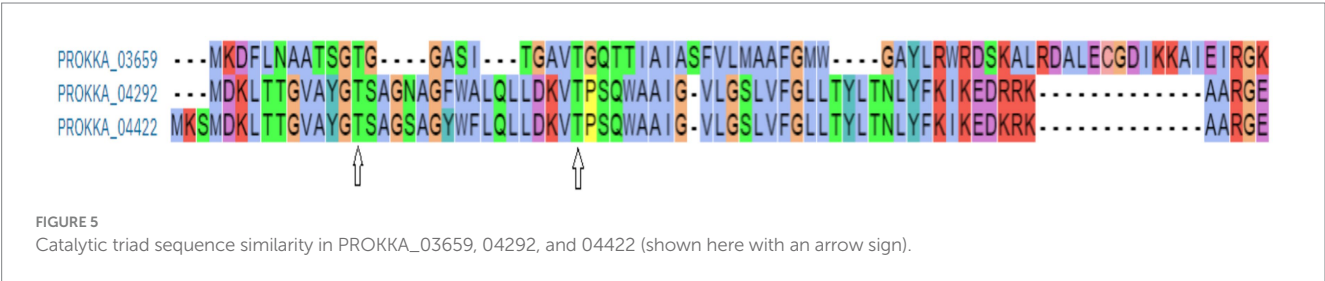 PROKKA_03659 ---MKDFLNAATSGTG----GASI---TGAVTGQTTIAIASFVLMAAFGMW----GAYLRWRDSKALRDALECGDIKKAIEIRGK
PROKKA_04292 ---MDKLTTGVAYGTSAGNAGFWALQLLDKVTPSQWAAIG-VLGSLVFGLLTYLTNLYFKIKEDRRK-------------AARGE
PROKKA_04422 MKSMDKLTTGVAYGTSAGSAGYWFLQLLDKVTPSQWAAIG-VLGSLVFGLLTYLTNLYFKIKEDKRK-------------AARGE
FIGURE 5
Catalytic triad sequence similarity in PROKKA_03659, 04292, and 04422 (shown here with an arrow sign).